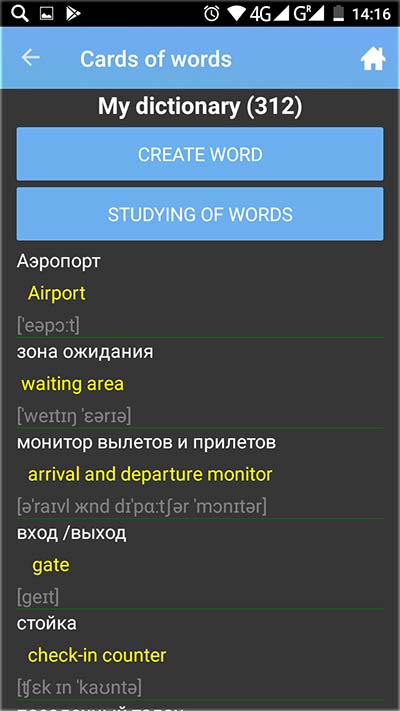 4G
G R
14:16
Cards of words
My dictionary (312)
CREATE WORD
STUDYING OF WORDS
Аэропорт
Airport
['eəpɔ:t]
зона ожидания
waiting area
['weɪtɪŋ 'ɛərɪə]
монитор вылетов и прилетов
arrival and departure monitor
[ə'raɪvl жnd dɪ'pɑ:tʃər 'mɔnɪtər]
вход /выход
gate
[geɪt]
стойка
check-in counter
[ʧɛk ɪn 'kaʊntə]